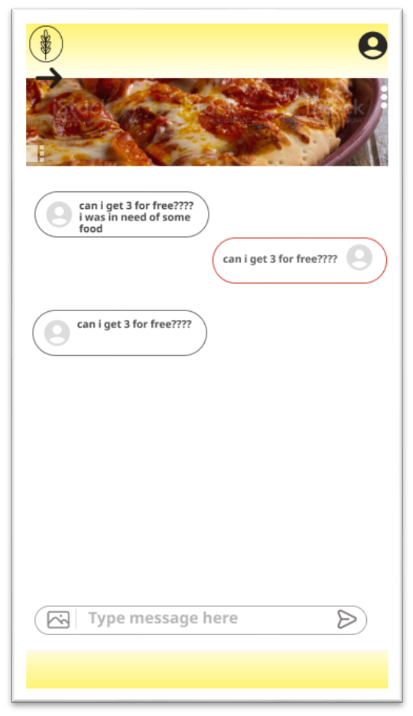 iStock
can i get 3 for free????
i was in need of some
food
can i get 3 for free????
can i get 3 for free????
Type message here